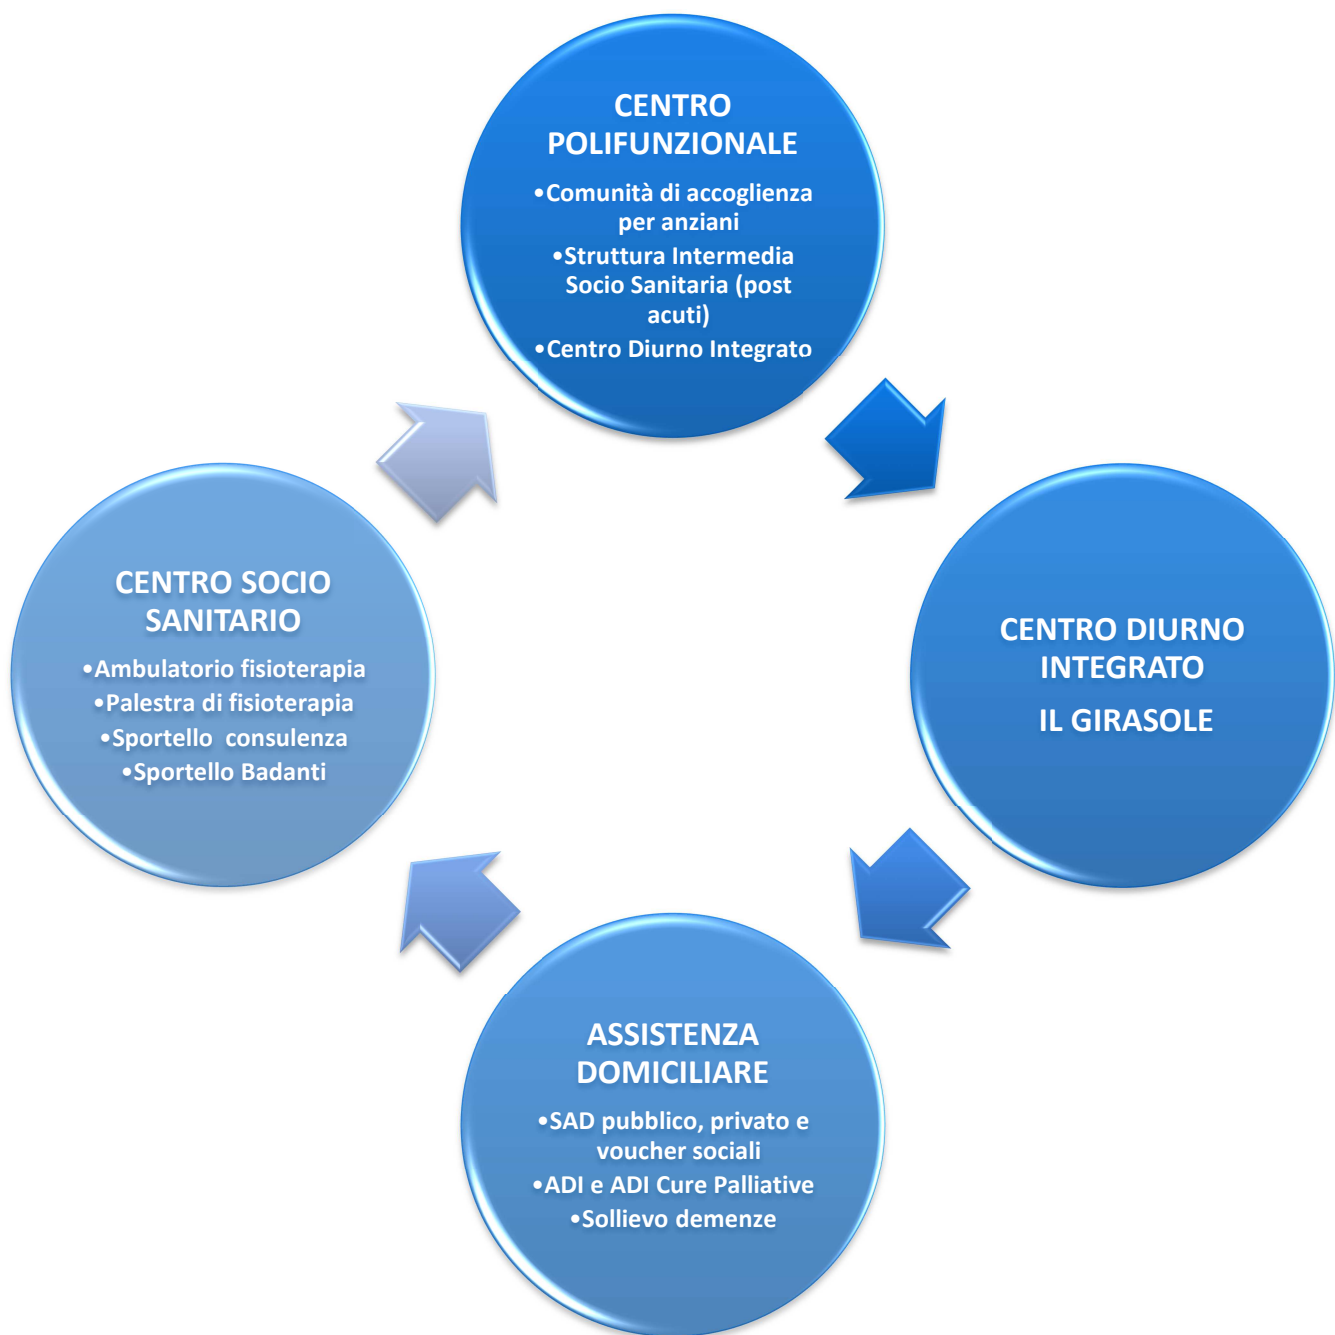 CENTRO
POLIFUNZIONALE
•Comunità di accoglienza
per anziani
•Struttura Intermedia
Socio Sanitaria (post
acuti)
•Centro Diurno Integrato
CENTRO DIURNO
INTEGRATO
IL GIRASOLE
ASSISTENZA
DOMICILIARE
•SAD pubblico, privato e
voucher sociali
•ADI e ADI Cure Palliative
•Sollievo demenze
CENTRO SOCIO
SANITARIO
•Ambulatorio fisioterapia
•Palestra di fisioterapia
•Sportello consulenza
•Sportello Badanti